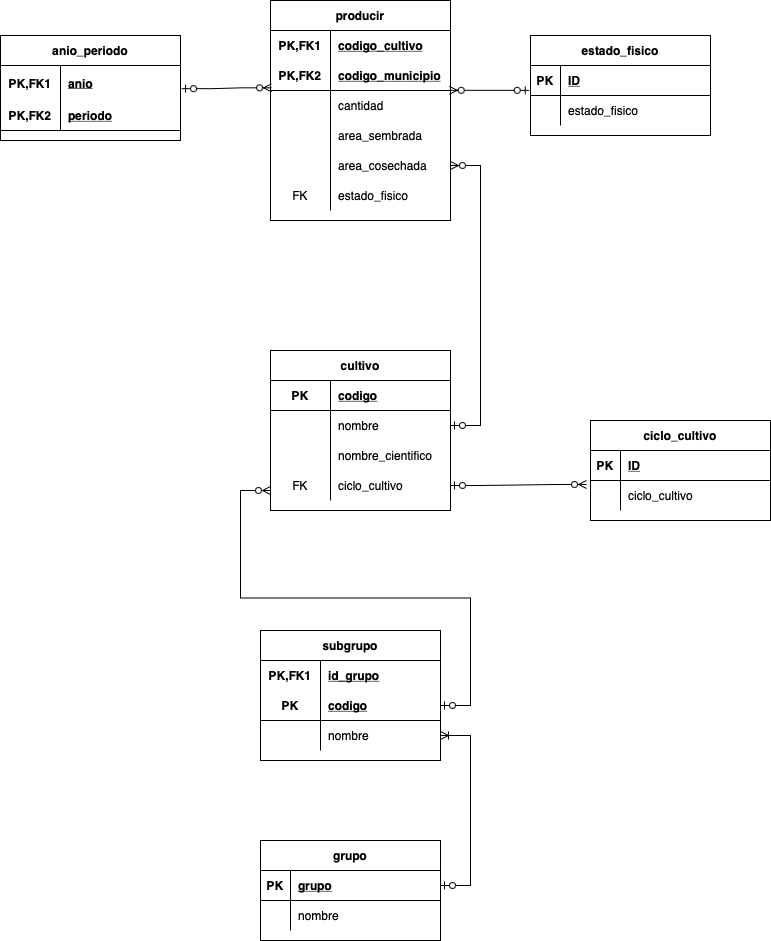 producir
PK,FK1 codigo_cultivo
PK,FK2 codigo_municipio
cantidad
area_sembrada
area_cosechada
FK estado_fisico
anio_periodo
PK,FK1 anio
PK,FK2 periodo
estado_fisico
PK ID
estado_fisico
cultivo
PK codigo
nombre
nombre_cientifico
FK ciclo_cultivo
ciclo_cultivo
PK ID
ciclo_cultivo
subgrupo
PK,FK1 id_grupo
PK codigo
nombre
grupo
PK grupo
nombre